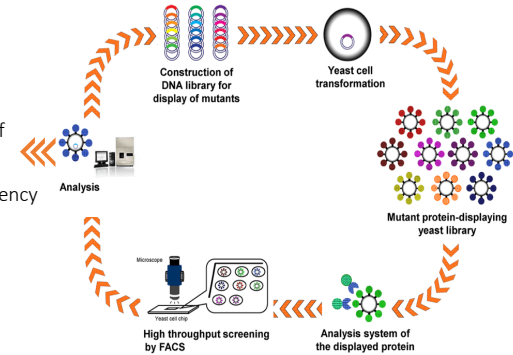 Construction of
DNA library for
display of mutants
Yeast cell
transformation
f
ency
Analysis
Mutant protein-displaying
yeast library
Microscope
Yeast cell chip
High throughput screening
by FACS
Analysis system of
the displayed protein